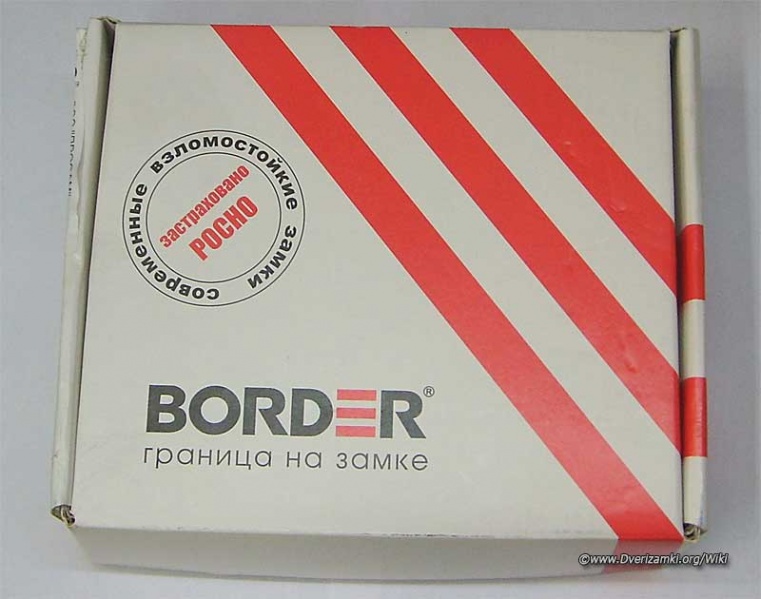 современные взломостойкие замки
застраховано
РОСНО
BORDER®
граница на замке
©www.Dverizamki.org/Wiki